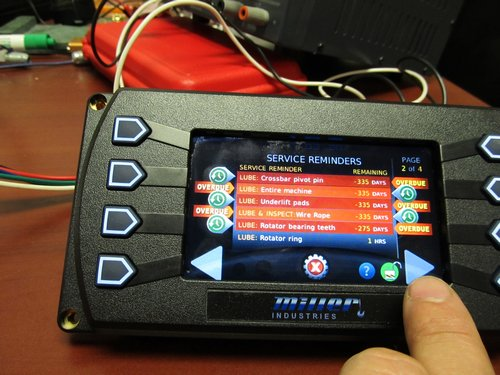 SERVICE REMINDERS
PAGE
2 of 4
SERVICE REMINDER REMAINING
LUBE: Crossbar pivot pin -335 DAYS
OVERDUE OVERDUE
LUBE: Entire machine -335 DAYS
LUBE: Underlift pads -335 DAYS
OVERDUE OVERDUE
LUBE & INSPECT: Wire Rope -335 DAYS
LUBE: Rotator bearing teeth -275 DAYS
OVERDUE
LUBE: Rotator ring 1 HRS
?
miller
INDUSTRIES